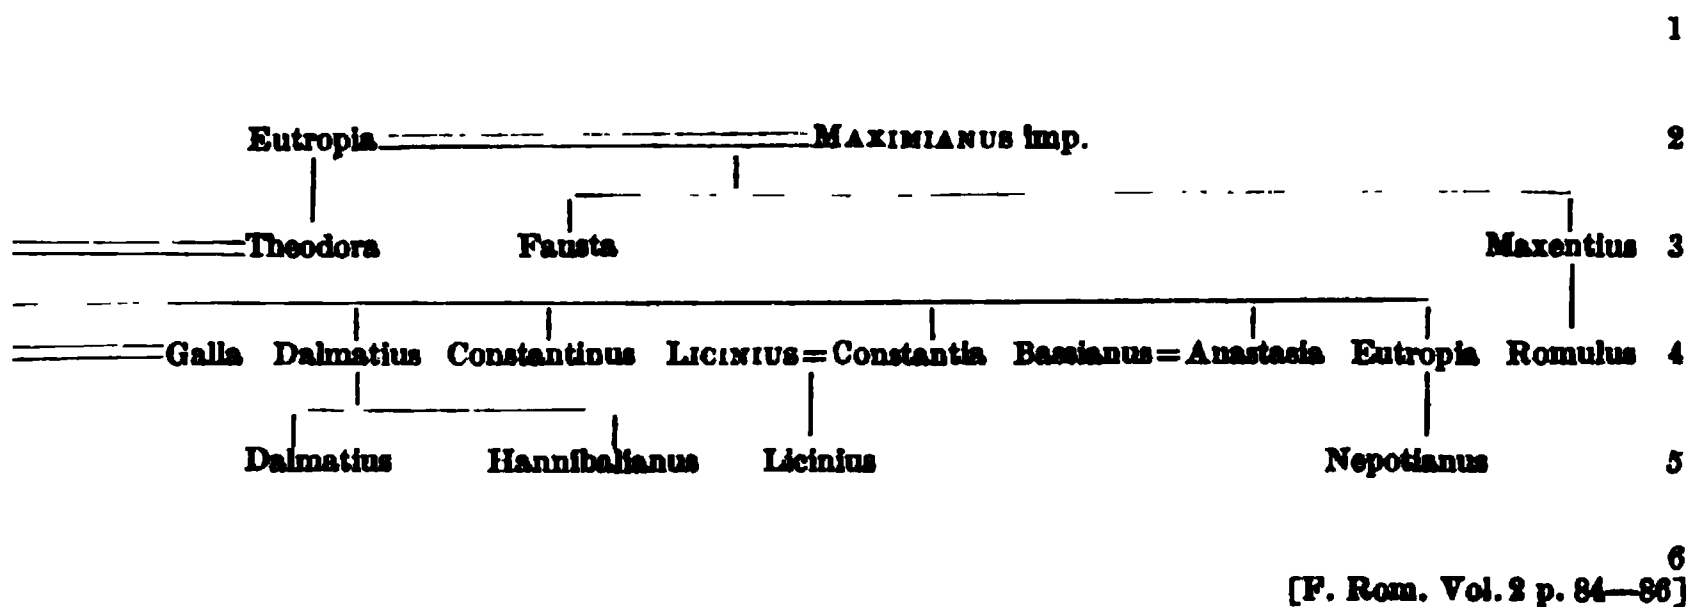 1
Eutropia MAXIMIANUS imp. 2
Theodora Fausta Maxentius 3
Galla Dalmatius Constantinus LICINIUS=Constantia Bassianus=Anastasia Eutropia Romulus 4
Dalmatius Hannibalianus Licinius Nepotianus 5
6
[F. Rom. Vol. 2 p. 84—86]